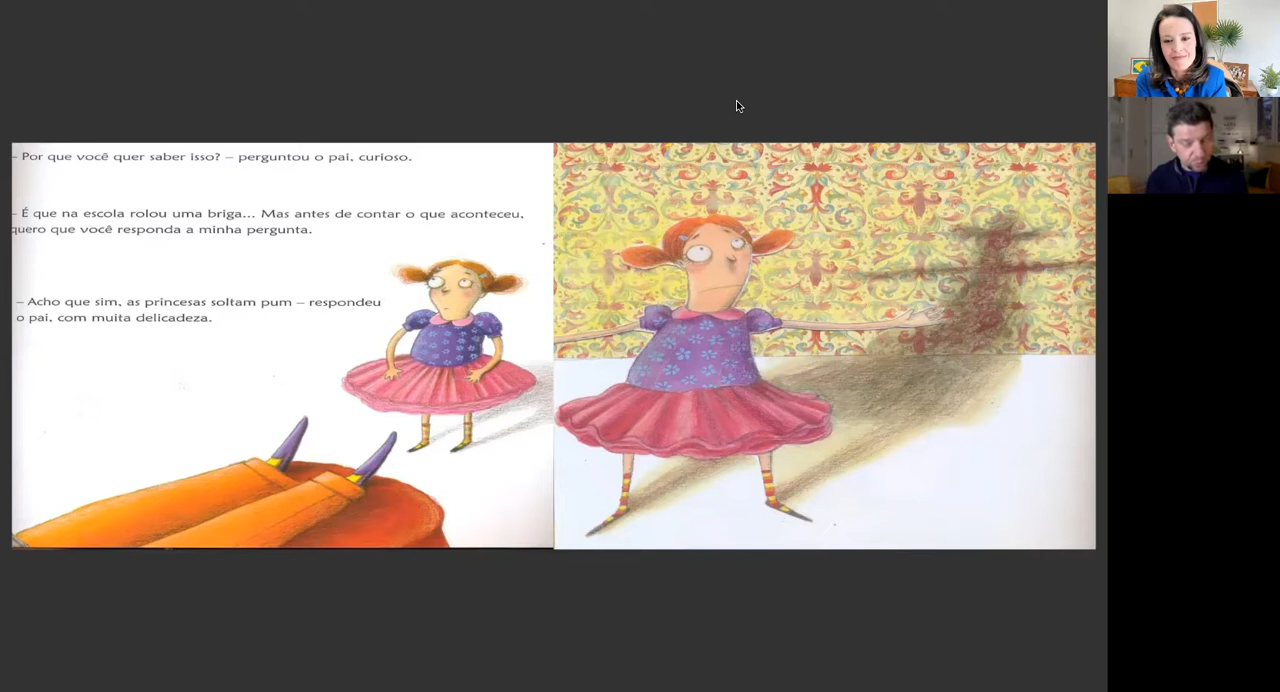 – Por que você quer saber isso? – perguntou o pai, curioso.
– É que na escola rolou uma briga... Mas antes de contar o que aconteceu,
quero que você responda a minha pergunta.
– Acho que sim, as princesas soltam pum – respondeu
o pai, com muita delicadeza.